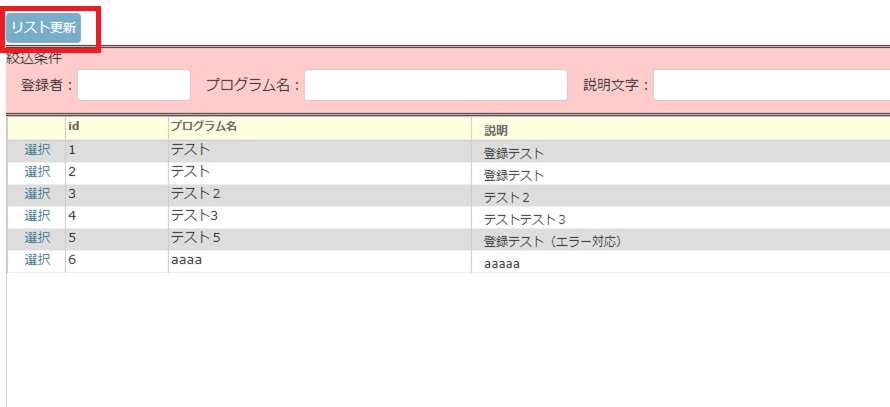 リスト更新
絞込条件
登録者： プログラム名： 説明文字：
id プログラム名 説明
選択 1 テスト 登録テスト
選択 2 テスト 登録テスト
選択 3 テスト２ テスト２
選択 4 テスト3 テストテスト３
選択 5 テスト５ 登録テスト（エラー対応）
選択 6 aaaa aaaaa